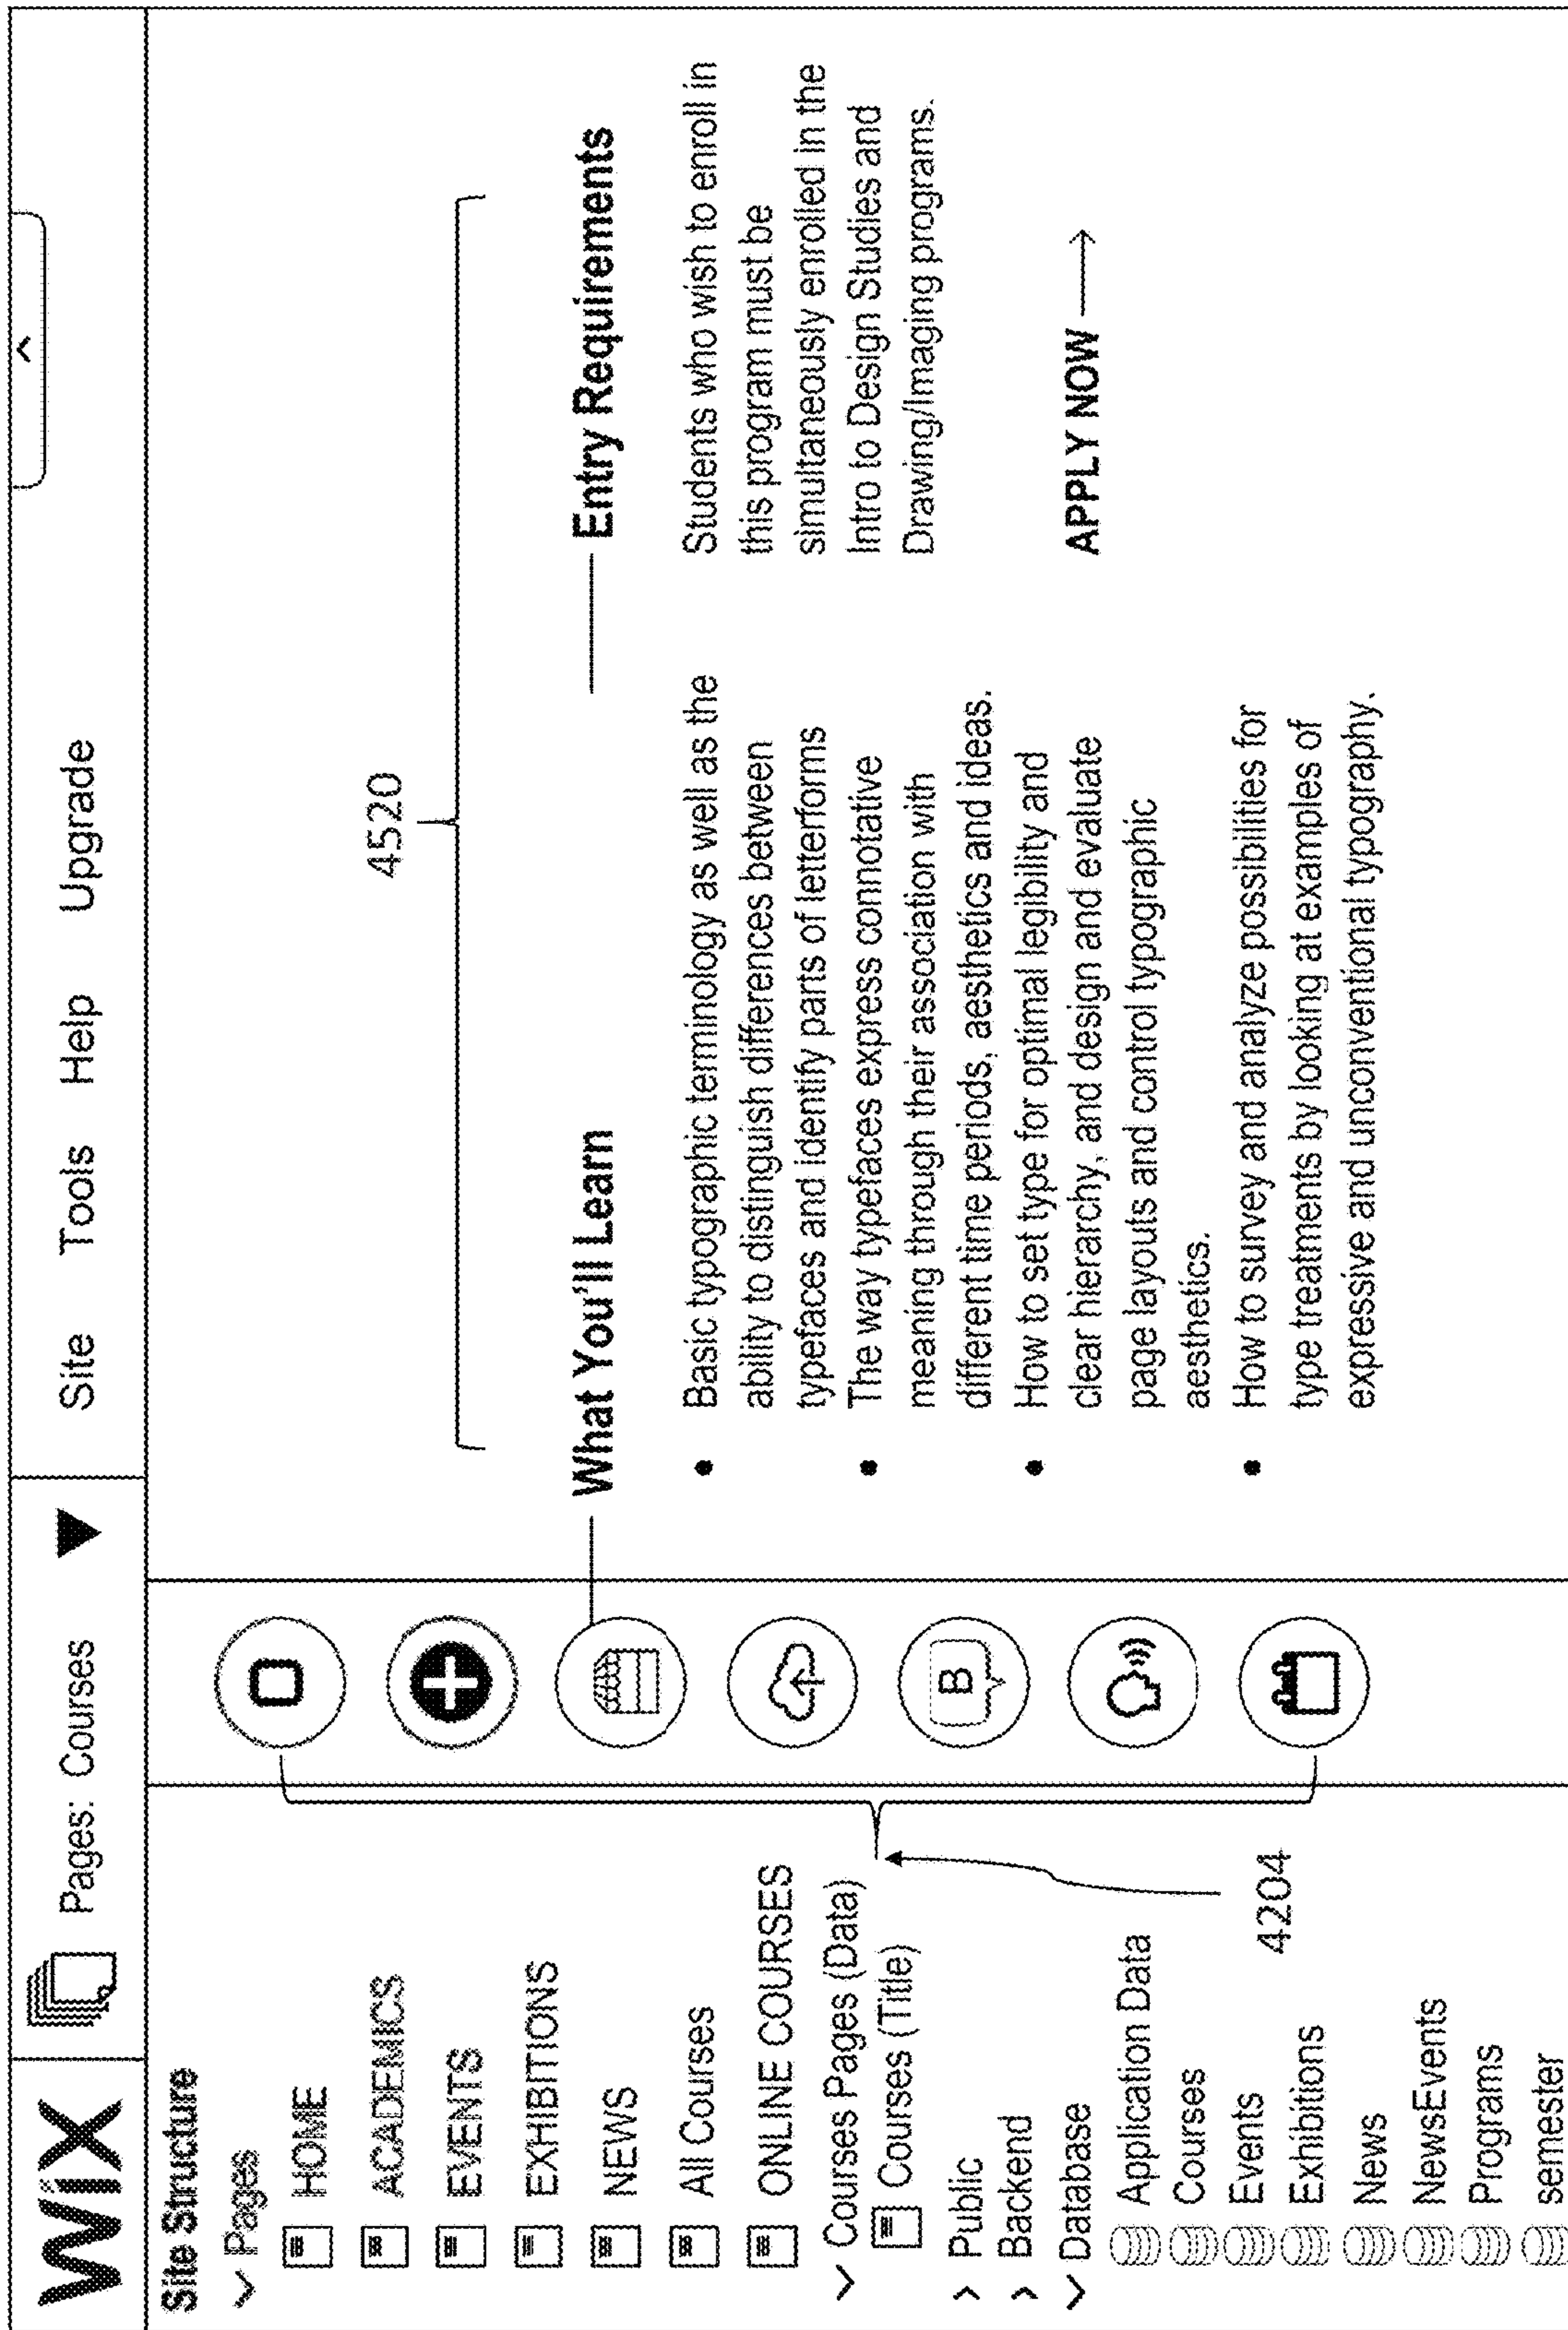 WiX
Pages: Courses
Site Tools Help Upgrade
Site Structure
Pages
HOME
ACADEMICS
EVENTS
EXHIBITIONS
NEWS
All Courses
ONLINE COURSES
Courses Pages (Data)
Courses (Title)
Public
Backend
Database
Application Data
Courses
Events
Exhibitions
News
NewsEvents
Programs
semester
4204
B
4520
What You'll Learn
• Basic typographic terminology as well as the
ability to distinguish differences between
typefaces and identify parts of letterforms
• The way typefaces express connotative
meaning through their association with
different time periods, aesthetics and ideas.
• How to set type for optimal legibility and
clear hierarchy, and design and evaluate
page layouts and control typographic
aesthetics.
• How to survey and analyze possibilities for
type treatments by looking at examples of
expressive and unconventional typography.
Entry Requirements
Students who wish to enroll in
this program must be
simultaneously enrolled in the
Intro to Design Studies and
Drawing/Imaging programs.
APPLY NOW